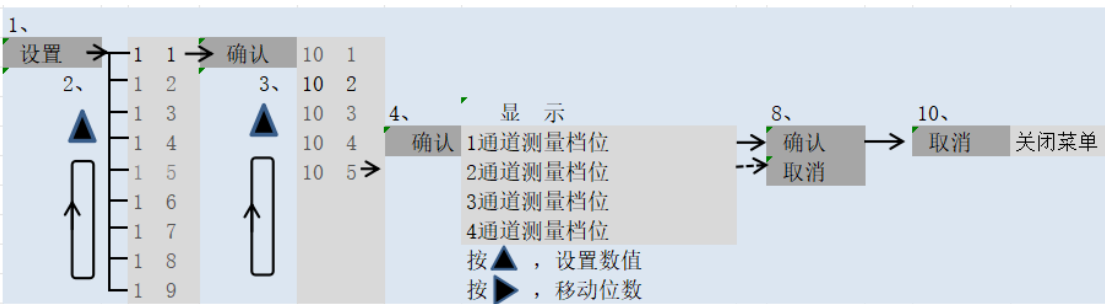 1、
设置 1 1 确认 10 1
2、 1 2 3、 10 2
1 3 10 3 4、 显 示 8、 10、
1 4 10 4 确认 1通道测量档位 确认 取消 关闭菜单
1 5 10 5 2通道测量档位 取消
1 6 3通道测量档位
1 7 4通道测量档位
1 8 按 ，设置数值
1 9 按 ，移动位数